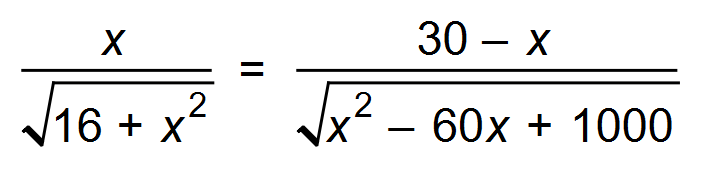 x / √(16 + x²) = (30 – x) / √(x² – 60x + 1000)